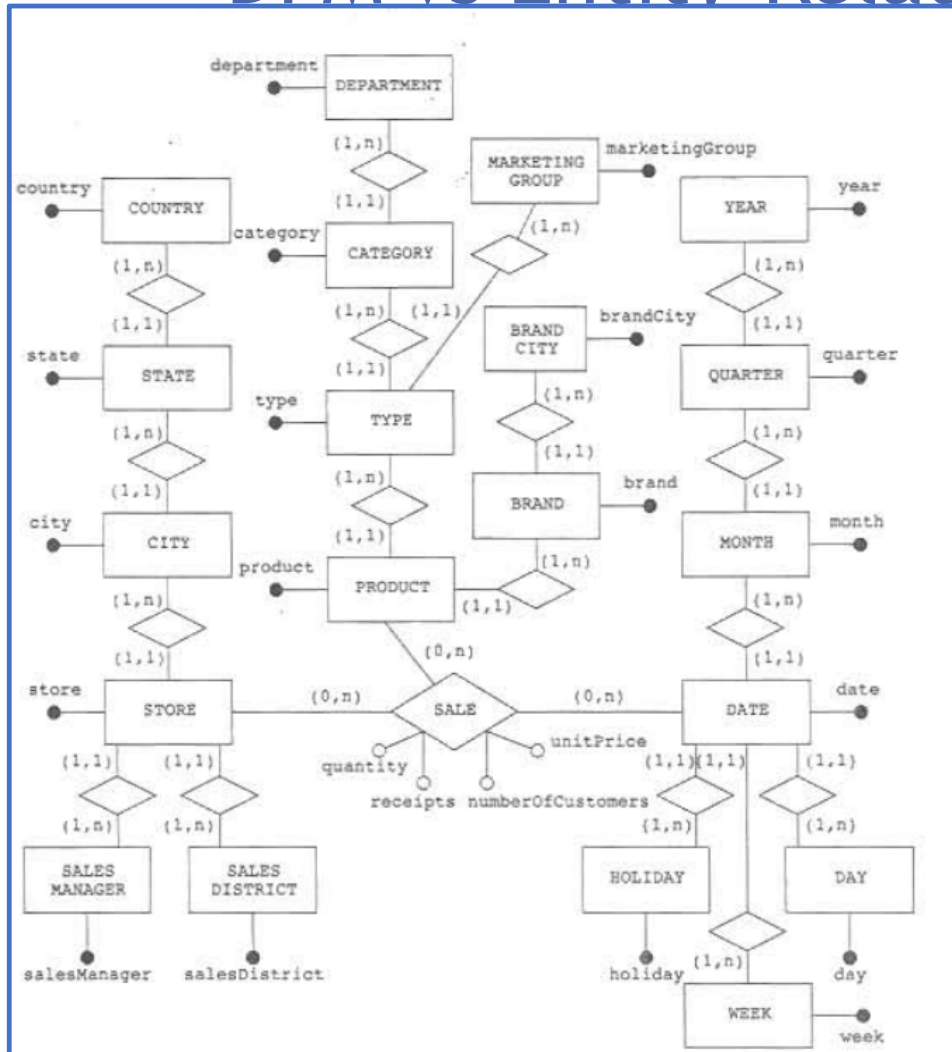 DFM vs Entity-Relat
department
DEPARTMENT
(1,n)
MARKETING
GROUP
marketingGroup
country
COUNTRY
(1,1)
YEAR
year
category
CATEGORY
(1,n)
(1,n)
(1,n)
(1,n)
(1,1)
BRAND
CITY
brandCity
(1,1)
(1,1)
(1,1)
state
STATE
QUARTER
quarter
type
TYPE
(1,n)
(1,n)
(1,n)
(1,n)
(1,1)
BRAND
brand
(1,1)
(1,1)
city
CITY
(1,1)
MONTH
month
product
PRODUCT
(1,n)
(1,1)
(1,n)
(1,n)
(0,n)
(1,1)
(1,1)
store
STORE
(0,n)
SALE
(0,n)
DATE
date
unitPrice
(1,1)
(1,1)
quantity
(1,1)
(1,1)
(1,1)
receipts
numberOfCustomers
(1,n)
(1,n)
(1,n)
(1,n)
SALES
MANAGER
SALES
DISTRICT
HOLIDAY
DAY
salesManager
salesDistrict
holiday
(1,n)
day
WEEK
week